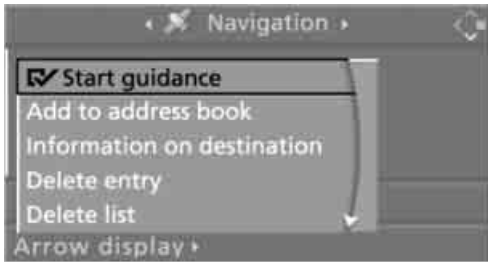 Navigation
Start guidance
Add to address book
Information on destination
Delete entry
Delete list
Arrow display